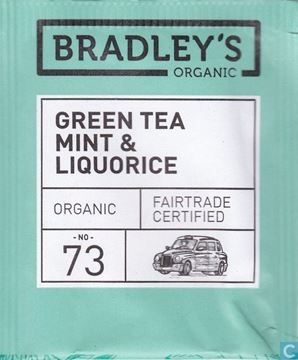 BRADLEY'S
ORGANIC
GREEN TEA
MINT &
LIQUORICE
ORGANIC
FAIRTRADE
CERTIFIED
- NO -
73
C